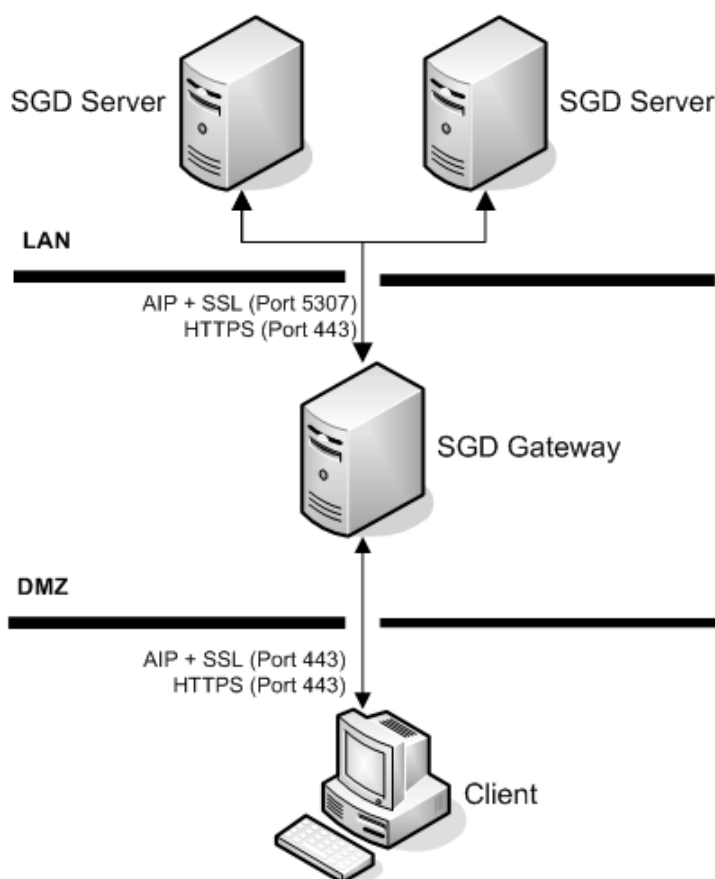 SGD Server
SGD Server
LAN
AIP + SSL (Port 5307)
HTTPS (Port 443)
SGD Gateway
DMZ
AIP + SSL (Port 443)
HTTPS (Port 443)
Client